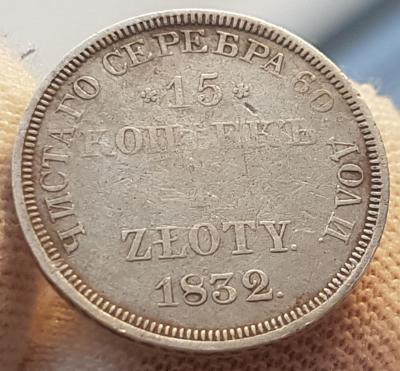 ЧИСТАГО СЕРЕБРА 60 ДОЛИ
15
КОПѢЕКЪ
ZŁOTY.
1832.